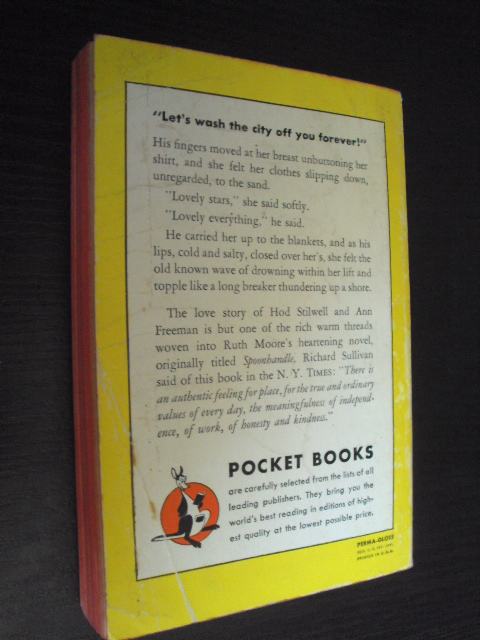 "Let's wash the city off you forever!"
His fingers moved at her breast unbuttoning her
shirt, and she felt her clothes slipping down,
unregarded, to the sand.
"Lovely stars," she said softly.
"Lovely everything," he said.
He carried her up to the blankets, and as his
lips, cold and salty, closed over her's, she felt the
old known wave of drowning within her lift and
topple like a long breaker thundering up a shore.
The love story of Hod Stilwell and Ann
Freeman is but one of the rich warm threads
woven into Ruth Moore's heartening novel,
originally titled Spoonhandle. Richard Sullivan
said of this book in the N. Y. TIMES: "There is
an authentic feeling for place, for the true and ordinary
values of every day, the meaningfulness of independ-
ence, of work, of honesty and kindness."
POCKET BOOKS
are carefully selected from the lists of all
leading publishers. They bring you the
world's best reading in editions of high-
est quality at the lowest possible price.
PERMA-GLOSS
PRINTED IN U.S.A.